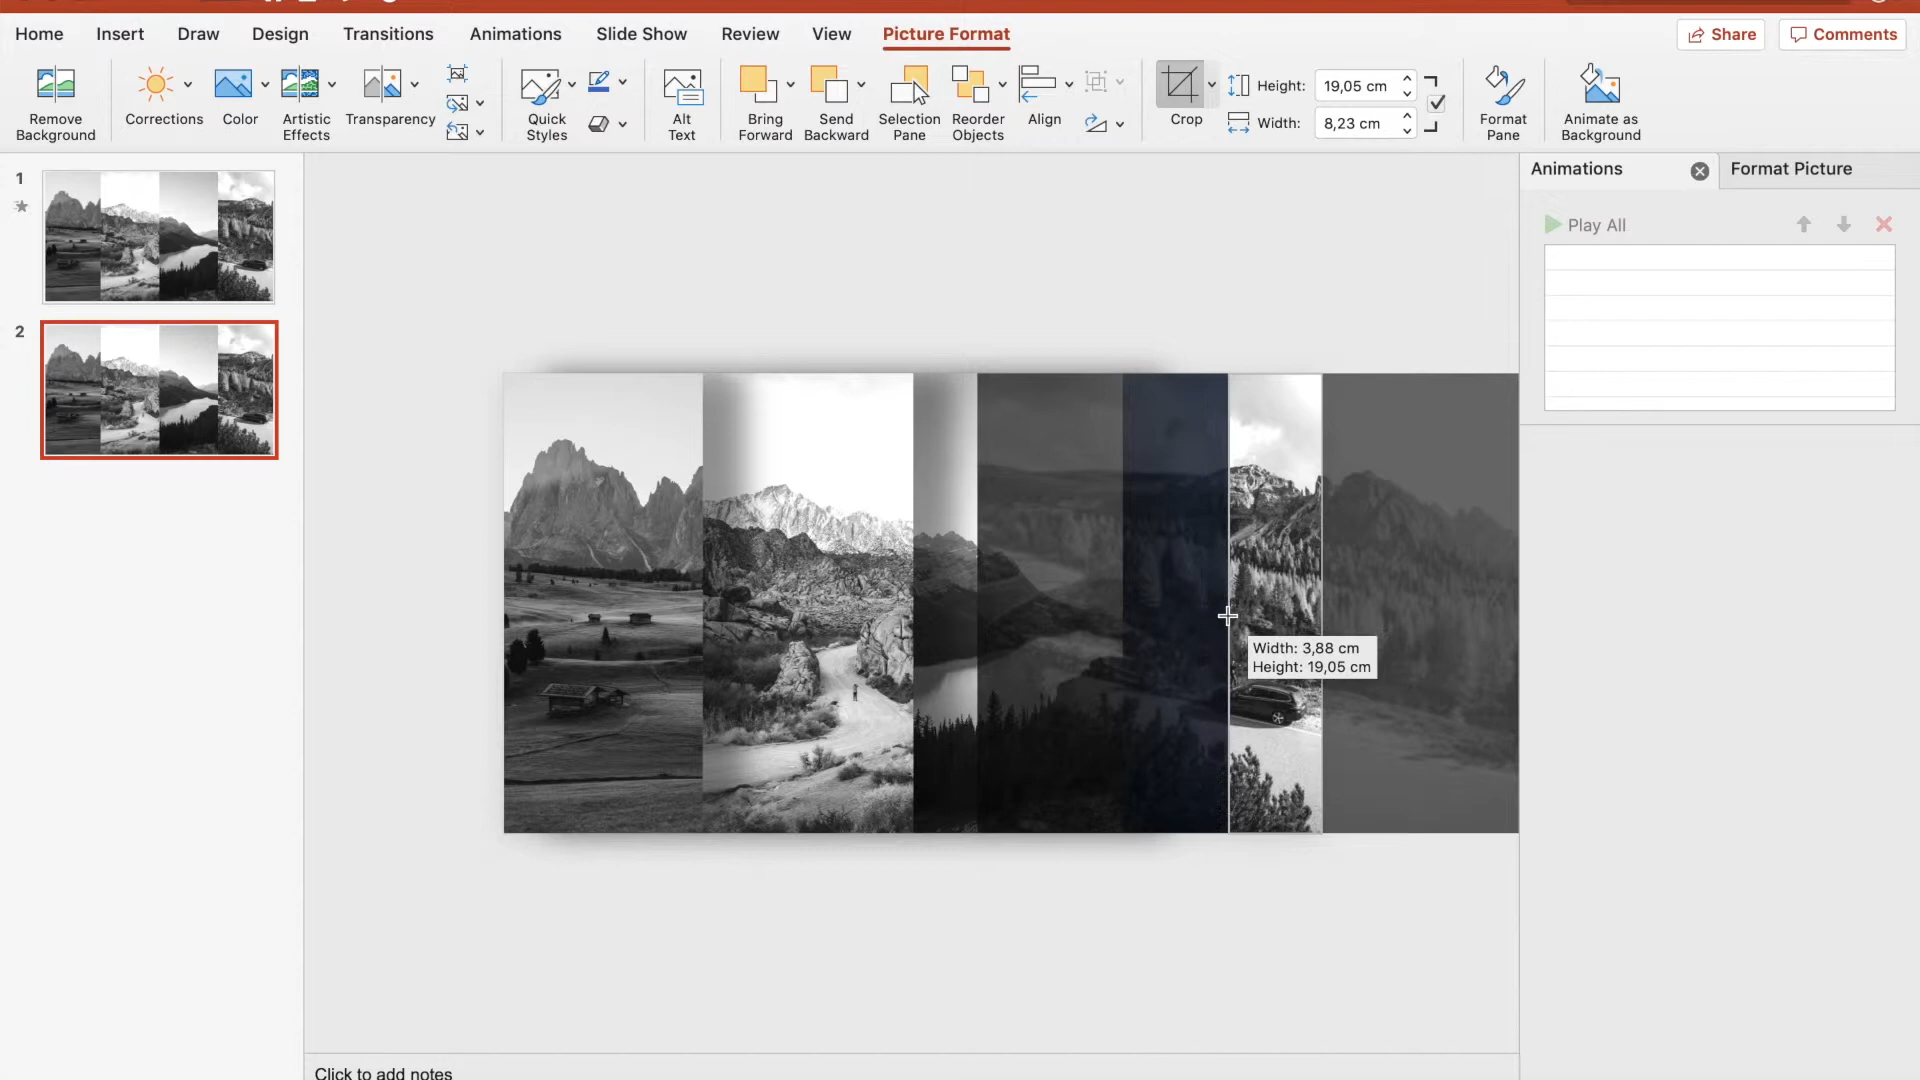 Home Insert Draw Design Transitions Animations Slide Show Review View Picture Format Share Comments
Remove Background
Corrections
Color
Artistic Effects
Transparency
Quick Styles
Alt Text
Bring Forward
Send Backward
Selection Pane
Reorder Objects
Align
Crop
Height: 19,05 cm
Width: 8,23 cm
Format Pane
Animate as Background
1
2
Animations
Format Picture
Play All
Width: 3,88 cm
Height: 19,05 cm
Click to add notes